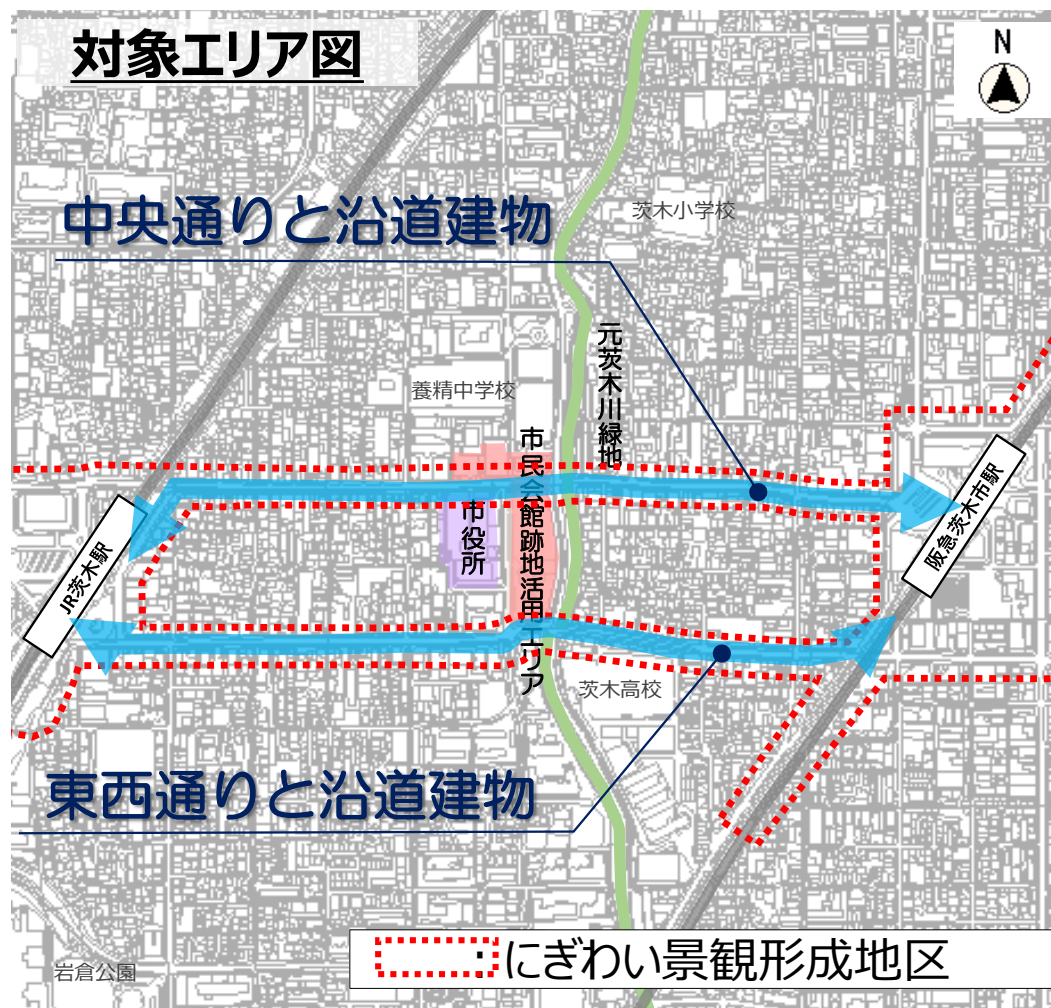 対象エリア図
N
中央通りと沿道建物
茨木小学校
元茨木川緑地
養精中学校
市民会館跡地活用エリア
市役所
JR茨木駅
阪急茨木市駅
茨木高校
東西通りと沿道建物
岩倉公園
:にぎわい景観形成地区